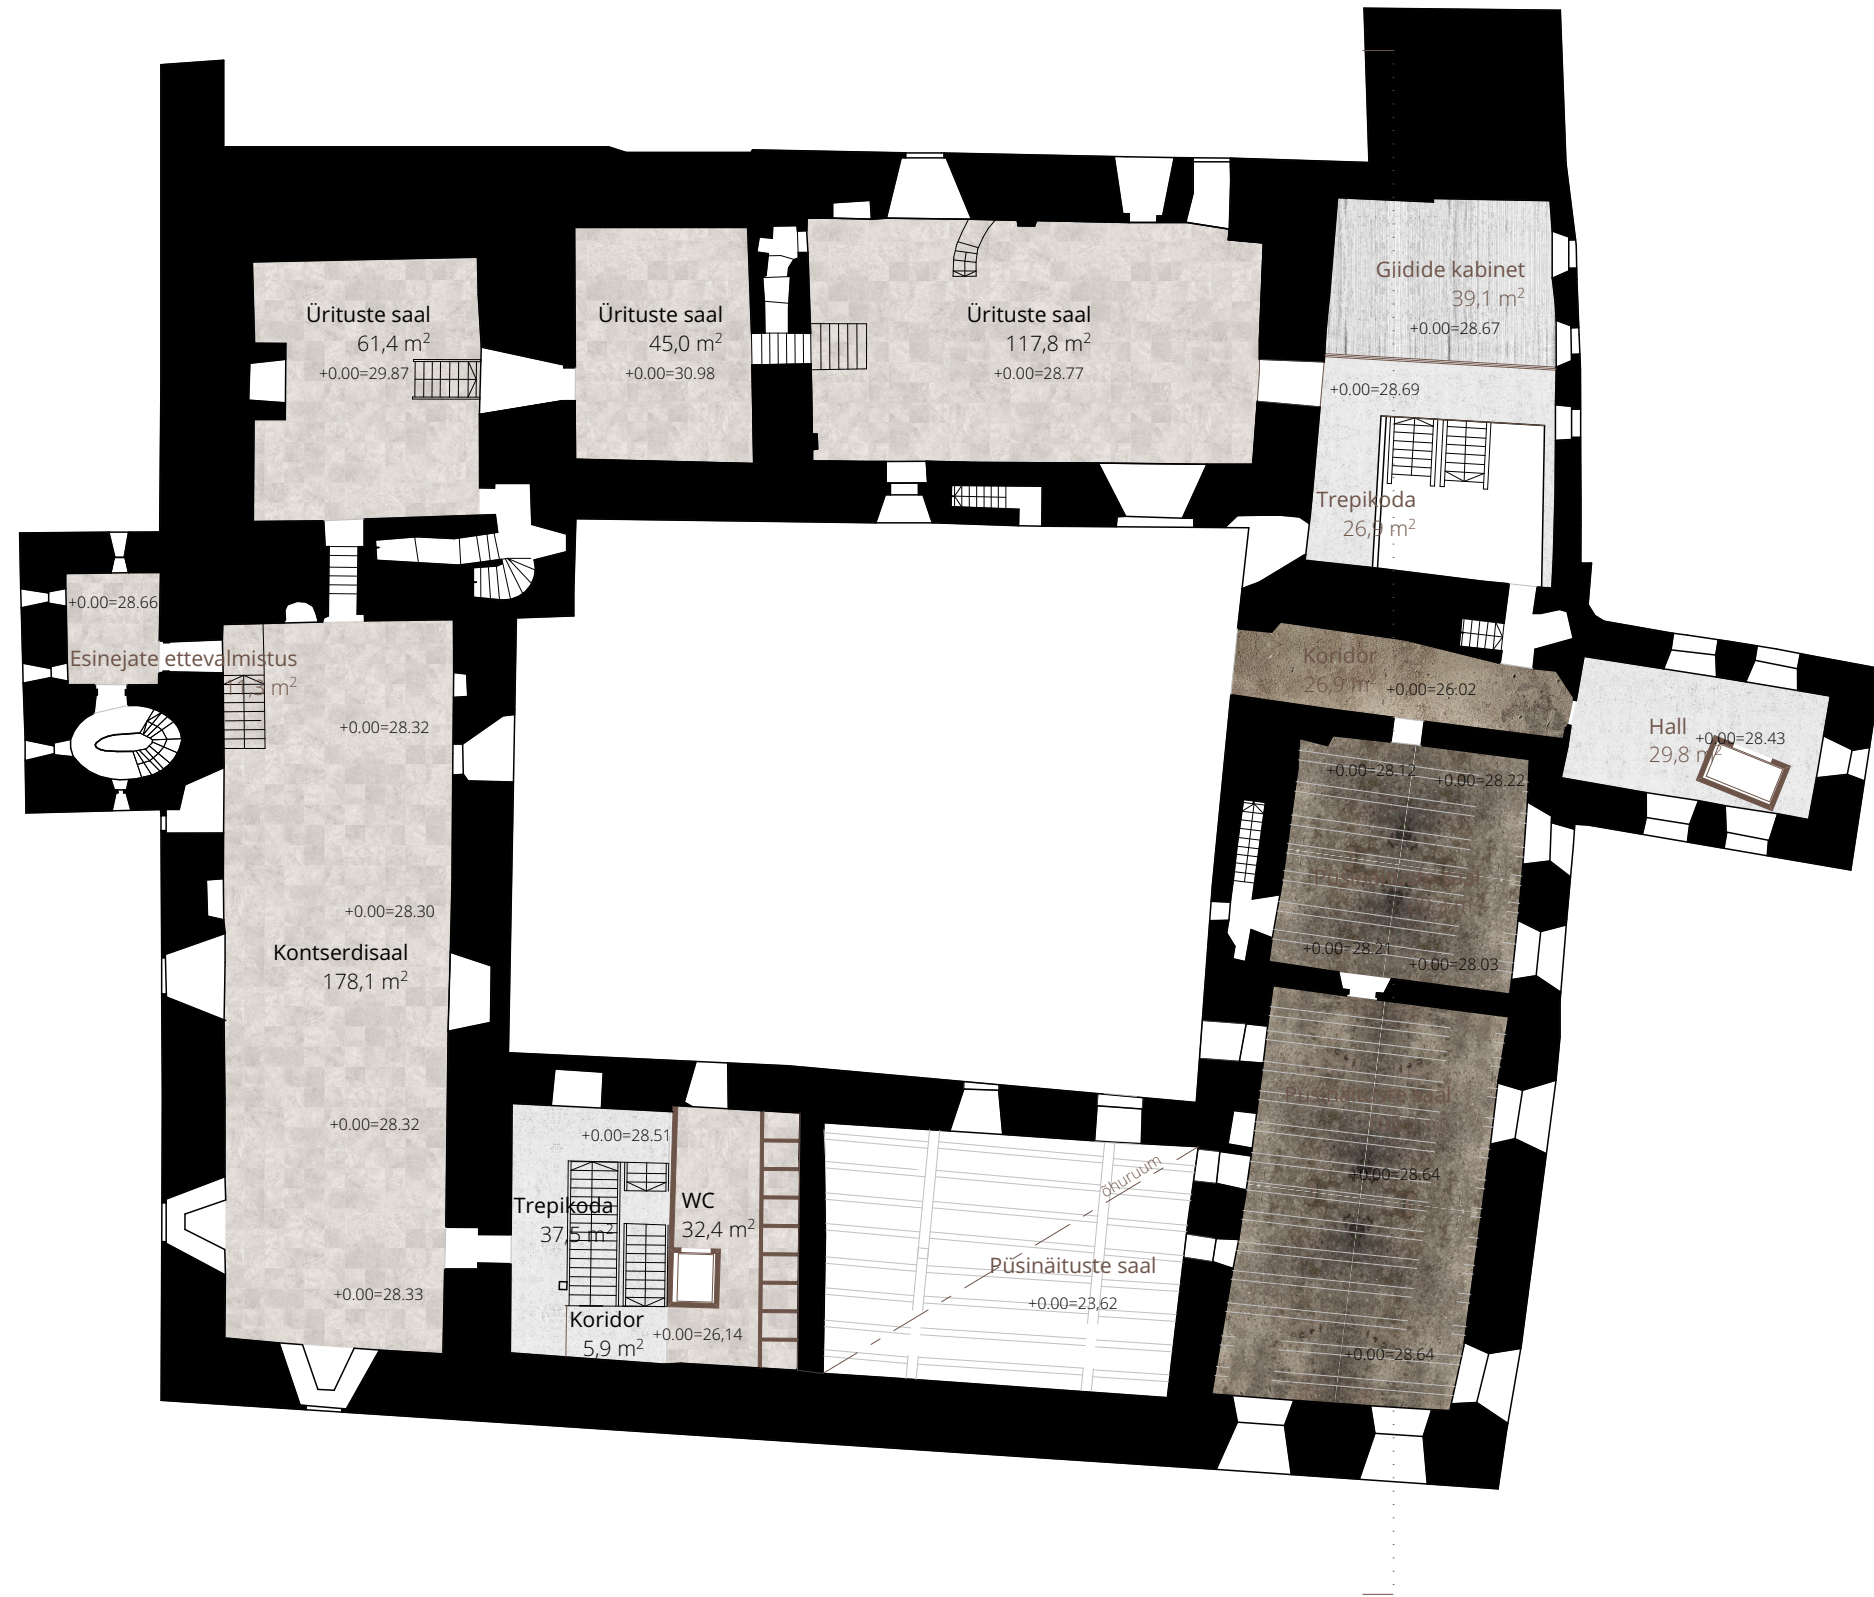 Giidide kabinet
39,1 m²
+0.00=28.67
Ürituste saal
61,4 m²
+0.00=29.87
Ürituste saal
45,0 m²
+0.00=30.98
Ürituste saal
117,8 m²
+0.00=28.77
+0.00=28.69
Trepikoda
26,9 m²
+0.00=28.66
Esinejate ettevalmistus
11,3 m²
Koridor
26,9 m²
+0.00=26.02
+0.00=28.32
Hall
29,8 m²
+0.00=28.43
+0.00=28.12
+0.00=28.22
+0.00=28.30
Kontserdisaal
178,1 m²
+0.00=28.21
+0.00=28.03
Püsinäituste saal
+0.00=28.32
+0.00=28.51
õhuruum
+0.00=28.64
Trepikoda
37,5 m²
WC
32,4 m²
Püsinäituste saal
+0.00=23,62
+0.00=28.33
Koridor
5,9 m²
+0.00=26,14
+0.00=28.64